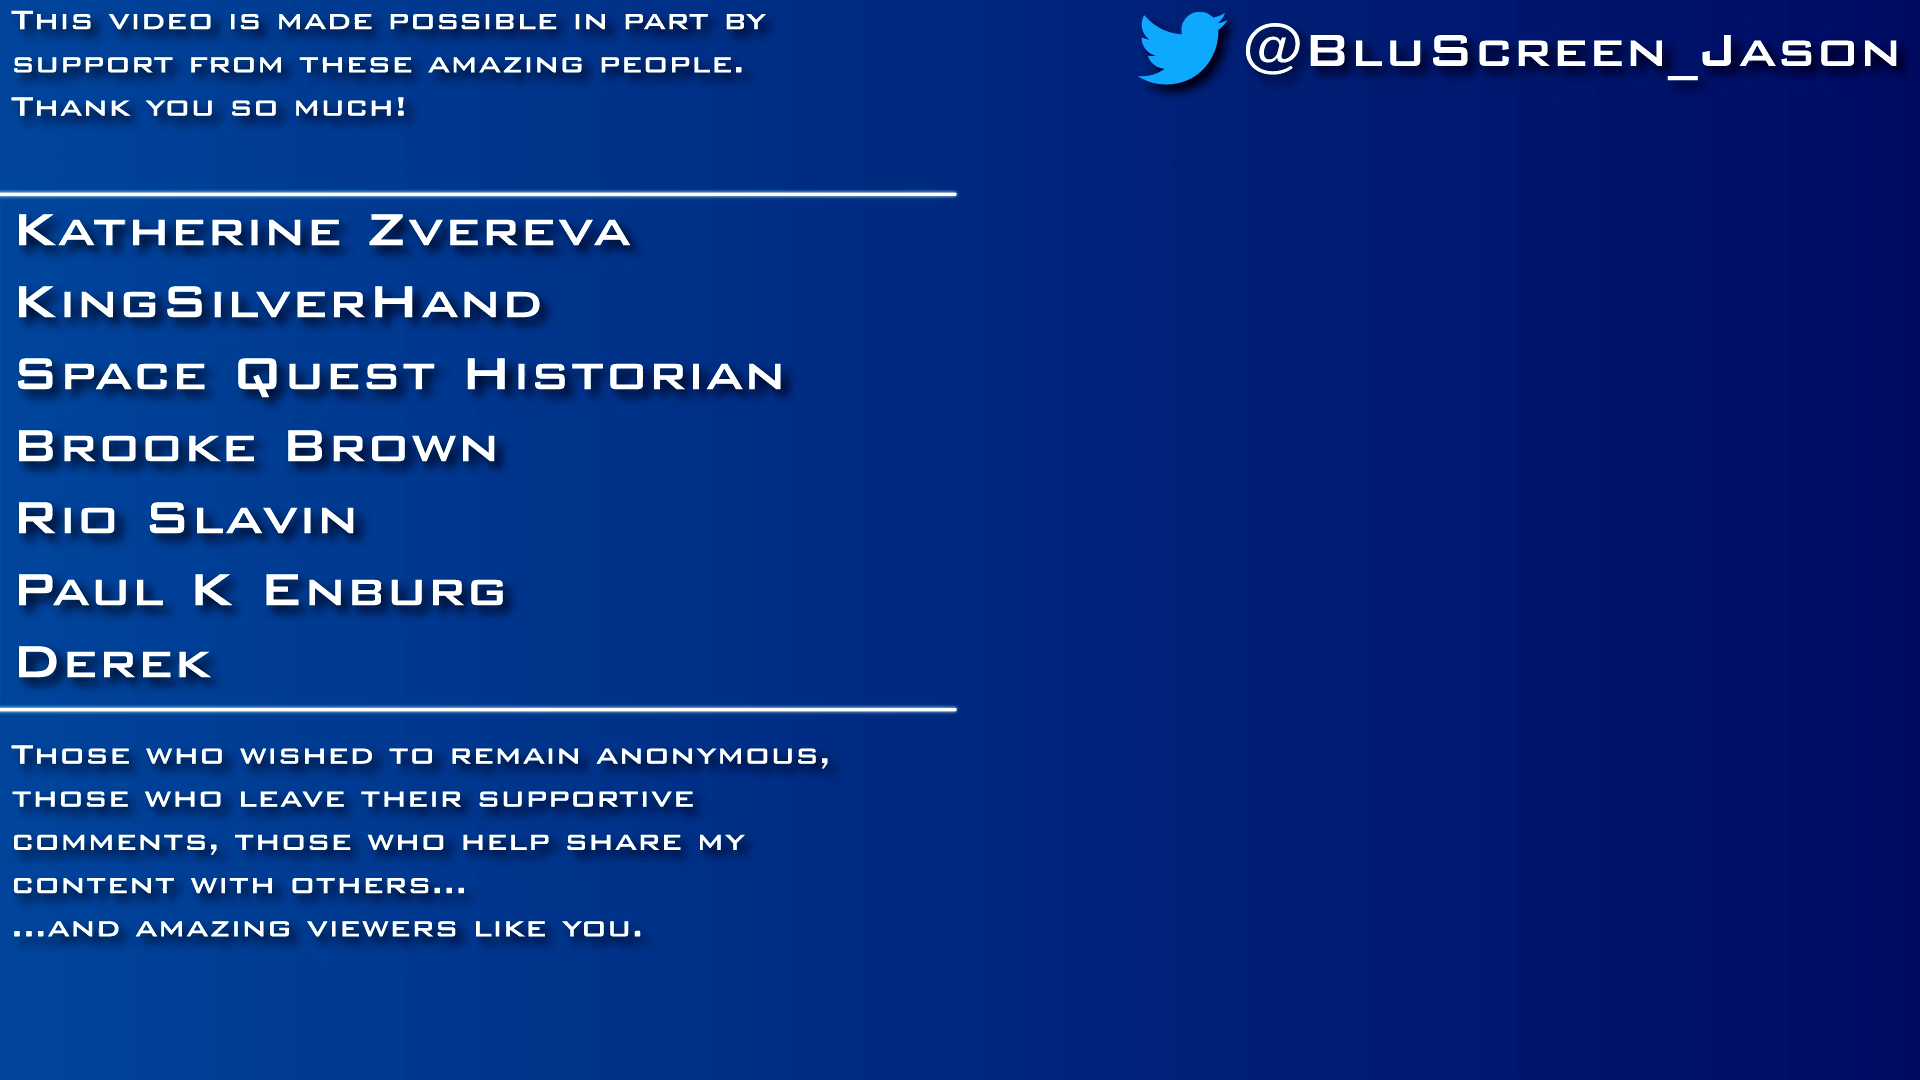 This video is made possible in part by
support from these amazing people.
Thank you so much!
@BluScreen_Jason
Katherine Zvereva
KingSilverHand
Space Quest Historian
Brooke Brown
Rio Slavin
Paul K Enburg
Derek
Those who wished to remain anonymous,
those who leave their supportive
comments, those who help share my
content with others...
...and amazing viewers like you.